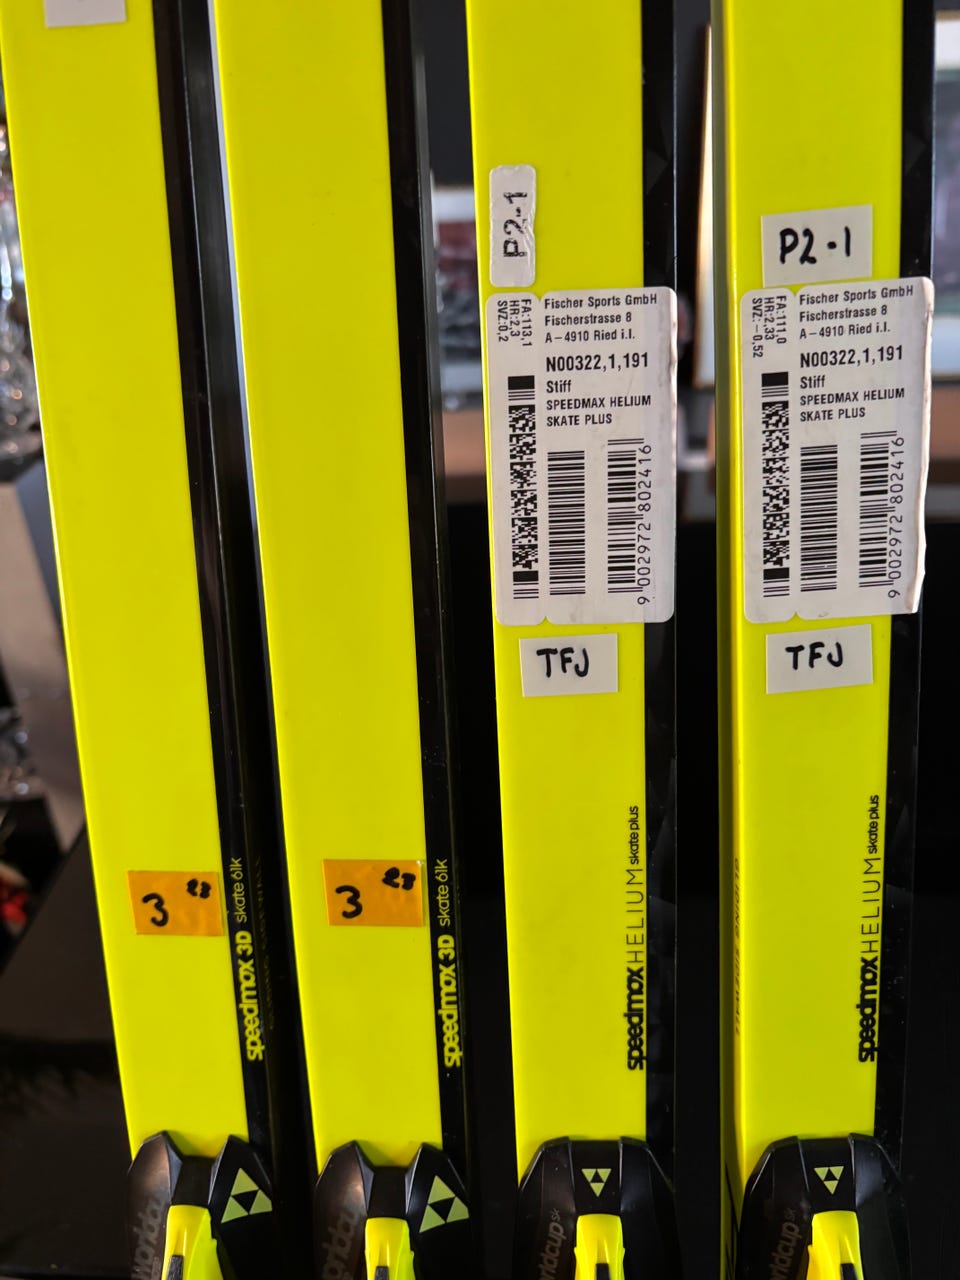 P2-1
FA:113,1
HR:2,3
SVZ:0,2
Fischer Sports GmbH
Fischerstrasse 8
A-4910 Ried i.I.
N00322,1,191
Stiff
SPEEDMAX HELIUM
SKATE PLUS
9 002972 802416
TFJ
P2-1
FA:111,0
HR:2,33
SVZ:-0,52
Fischer Sports GmbH
Fischerstrasse 8
A-4910 Ried i.I.
N00322,1,191
Stiff
SPEEDMAX HELIUM
SKATE PLUS
9 002972 802416
TFJ
3
speedmax 3D skate 61k
3
speedmax 3D skate 61k
speedmax HELIUM skate plus
speedmax HELIUM skate plus
worldcup